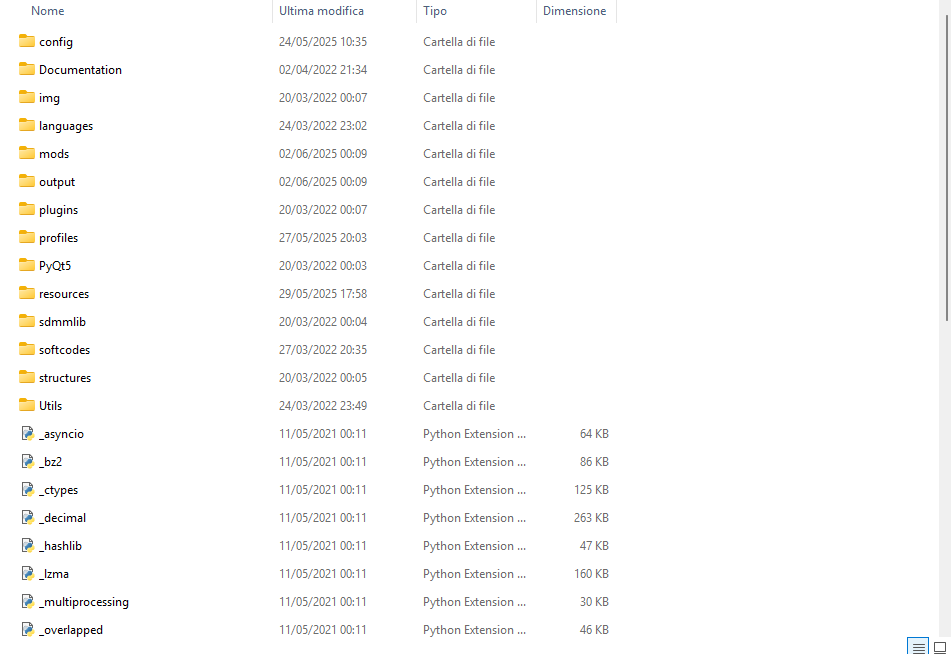 Nome Ultima modifica Tipo Dimensione
config 24/05/2025 10:35 Cartella di file
Documentation 02/04/2022 21:34 Cartella di file
img 20/03/2022 00:07 Cartella di file
languages 24/03/2022 23:02 Cartella di file
mods 02/06/2025 00:09 Cartella di file
output 02/06/2025 00:09 Cartella di file
plugins 20/03/2022 00:07 Cartella di file
profiles 27/05/2025 20:03 Cartella di file
PyQt5 20/03/2022 00:03 Cartella di file
resources 29/05/2025 17:58 Cartella di file
sdmmlib 20/03/2022 00:04 Cartella di file
softcodes 27/03/2022 20:35 Cartella di file
structures 20/03/2022 00:05 Cartella di file
Utils 24/03/2022 23:49 Cartella di file
_asyncio 11/05/2021 00:11 Python Extension ... 64 KB
_bz2 11/05/2021 00:11 Python Extension ... 86 KB
_ctypes 11/05/2021 00:11 Python Extension ... 125 KB
_decimal 11/05/2021 00:11 Python Extension ... 263 KB
_hashlib 11/05/2021 00:11 Python Extension ... 47 KB
_lzma 11/05/2021 00:11 Python Extension ... 160 KB
_multiprocessing 11/05/2021 00:11 Python Extension ... 30 KB
_overlapped 11/05/2021 00:11 Python Extension ... 46 KB